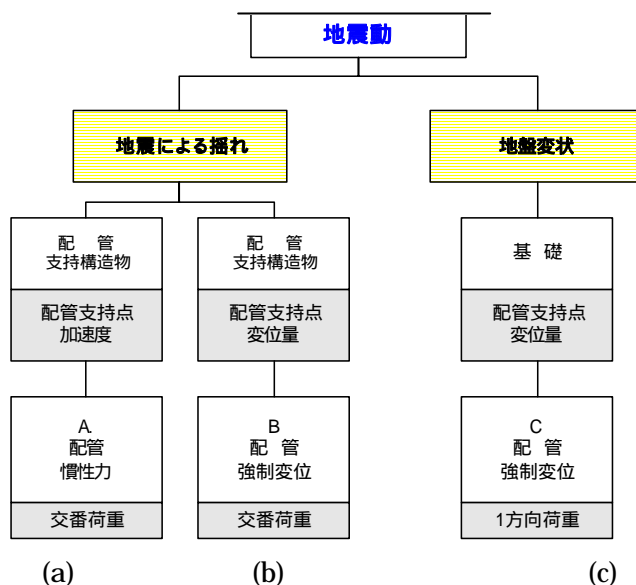 地震動
地震による揺れ
地盤変状
配 管
支持構造物
配管支持点
加速度
配 管
支持構造物
配管支持点
変位量
基 礎
配管支持点
変位量
A.
配管
慣性力
交番荷重
B
配 管
強制変位
交番荷重
C
配 管
強制変位
1方向荷重
(a)
(b)
(c)